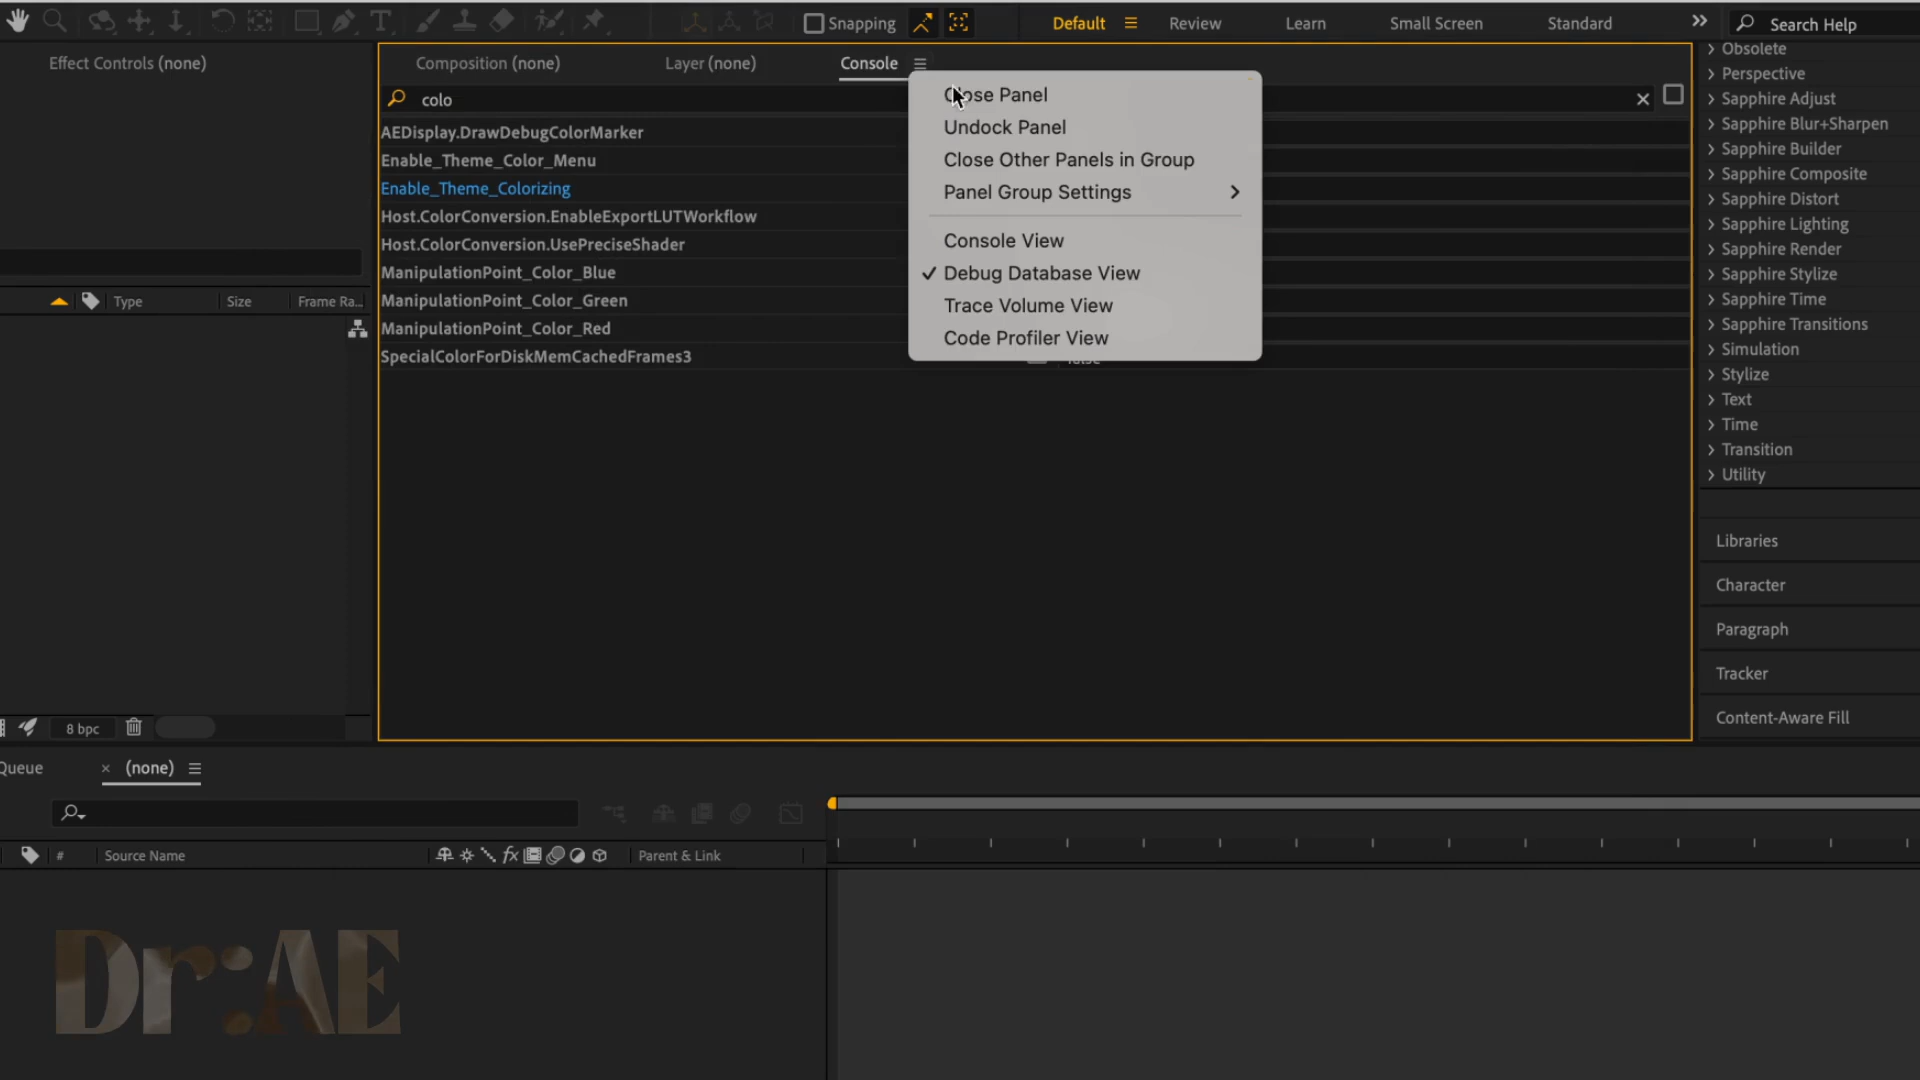 Snapping
Default
Review
Learn
Small Screen
Standard
Search Help
Effect Controls (none)
Composition (none)
Layer (none)
Console
colo
AEDisplay.DrawDebugColorMarker
Enable_Theme_Color_Menu
Enable_Theme_Colorizing
Host.ColorConversion.EnableExportLUTWorkflow
Host.ColorConversion.UsePreciseShader
ManipulationPoint_Color_Blue
ManipulationPoint_Color_Green
ManipulationPoint_Color_Red
SpecialColorForDiskMemCachedFrames3
false
Close Panel
Undock Panel
Close Other Panels in Group
Panel Group Settings
Console View
Debug Database View
Trace Volume View
Code Profiler View
Obsolete
Perspective
Sapphire Adjust
Sapphire Blur+Sharpen
Sapphire Builder
Sapphire Composite
Sapphire Distort
Sapphire Lighting
Sapphire Render
Sapphire Stylize
Sapphire Time
Sapphire Transitions
Simulation
Stylize
Text
Time
Transition
Utility
Libraries
Character
Paragraph
Tracker
Content-Aware Fill
Type
Size
Frame Ra...
8 bpc
Queue
(none)
#
Source Name
fx
Parent & Link
Dr:AE